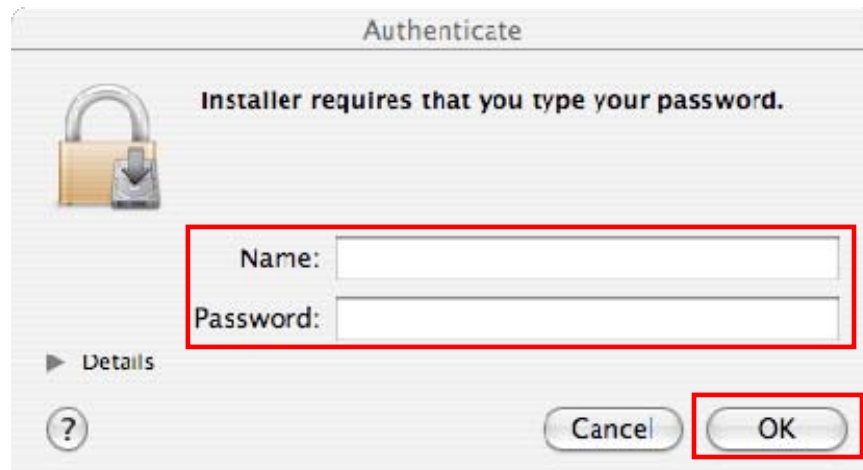 Authenticate
Installer requires that you type your password.
Name:
Password:
Details
?
Cancel
OK